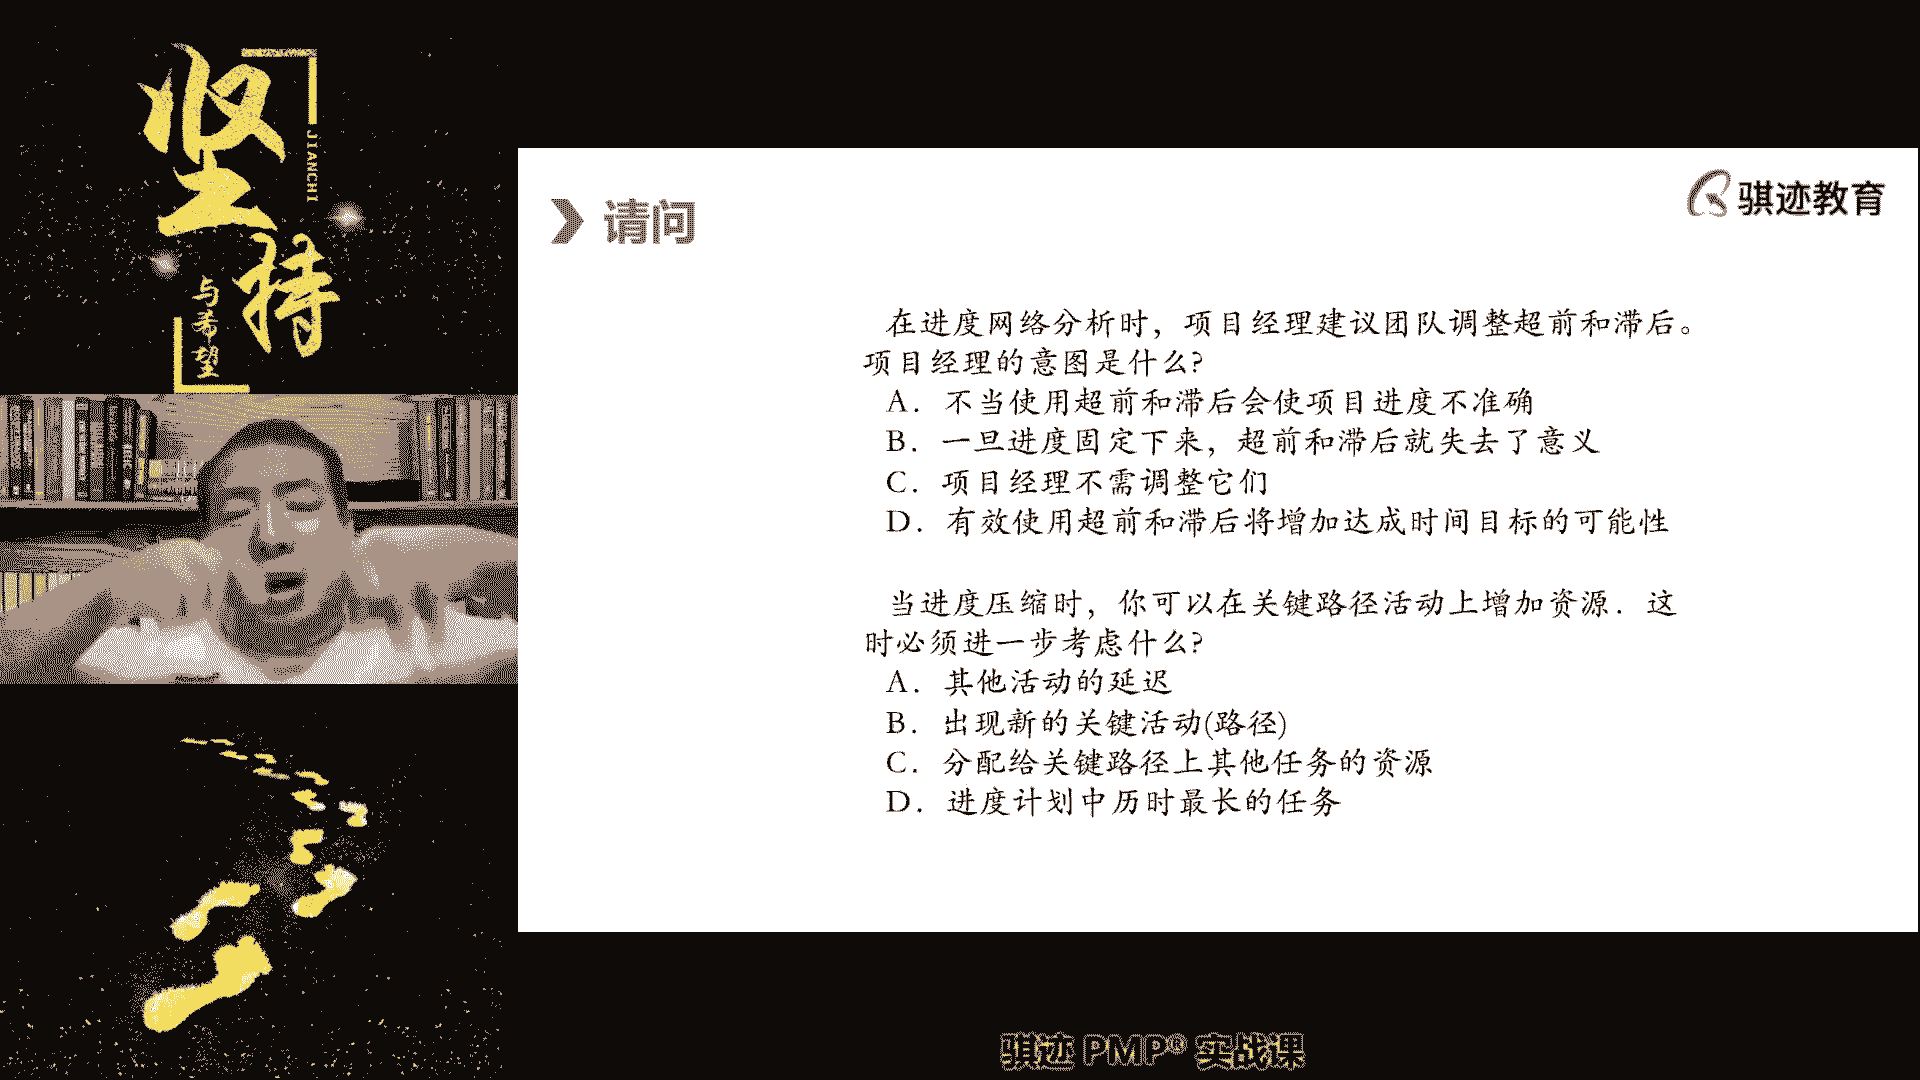 坚持
JIANCHI
与希望
请问
骐迹教育
在进度网络分析时，项目经理建议团队调整超前和滞后。
项目经理的意图是什么?
A. 不当使用超前和滞后会使项目进度不准确
B. 一旦进度固定下来，超前和滞后就失去了意义
C. 项目经理不需调整它们
D. 有效使用超前和滞后将增加达成时间目标的可能性
当进度压缩时，你可以在关键路径活动上增加资源. 这
时必须进一步考虑什么?
A. 其他活动的延迟
B. 出现新的关键活动(路径)
C. 分配给关键路径上其他任务的资源
D. 进度计划中历时最长的任务
骐迹 PMP® 实战课